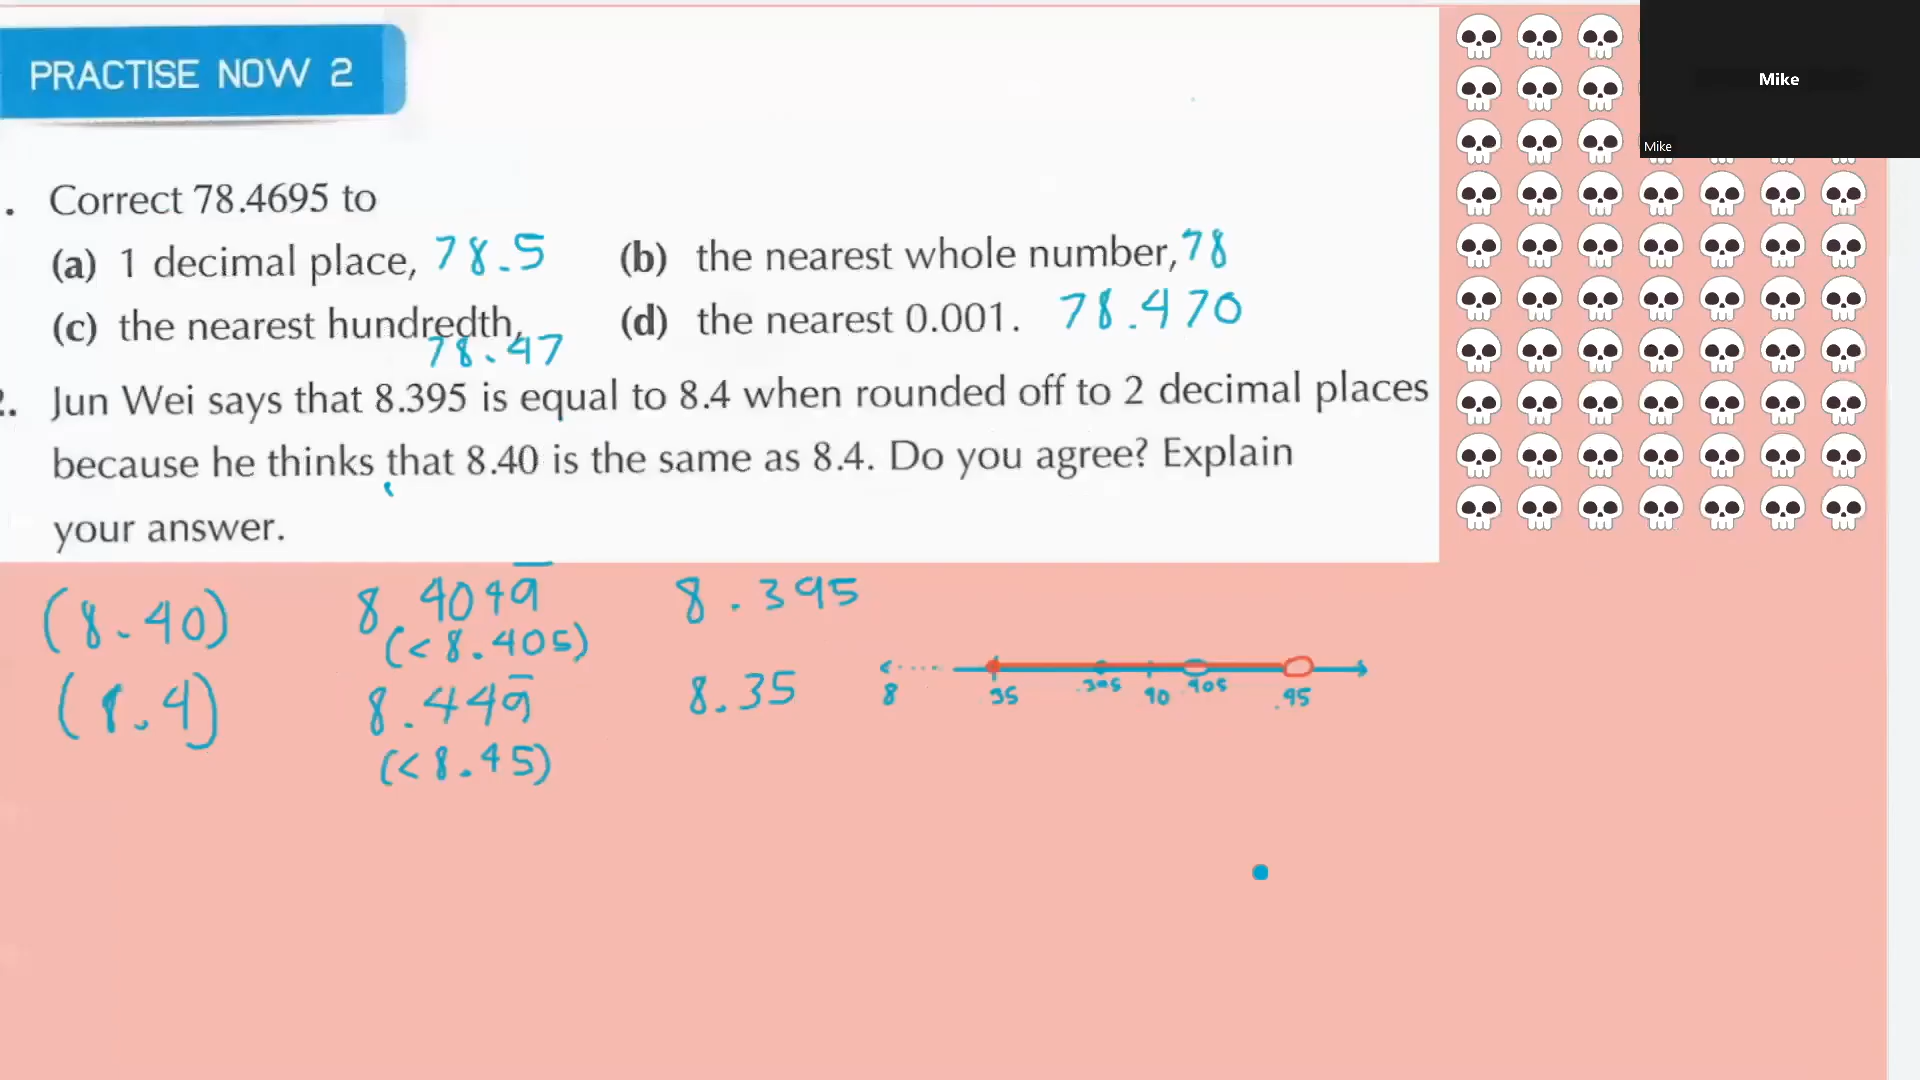 PRACTISE NOW 2
Mike
Mike
. Correct 78.4695 to
(a) 1 decimal place, 78.5 (b) the nearest whole number, 78
(c) the nearest hundredth, 78.47 (d) the nearest 0.001. 78.470
2. Jun Wei says that 8.395 is equal to 8.4 when rounded off to 2 decimal places
because he thinks that 8.40 is the same as 8.4. Do you agree? Explain
your answer.
(8.40) 8.4049̅ 8.395
(< 8.405)
(8.4) 8.449̅ 8.35
(< 8.45)
8 .35 .395 .40 .405 .45